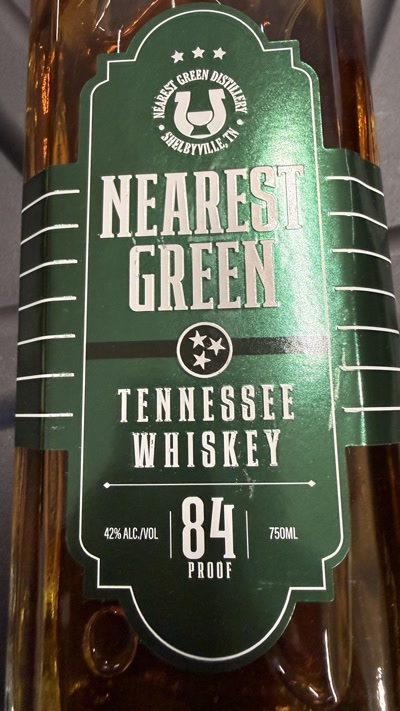 NEAREST GREEN DISTILLERY
• SHELBYVILLE, TN •
NEAREST
GREEN
TENNESSEE
WHISKEY
42% ALC./VOL 84 750ML
PROOF